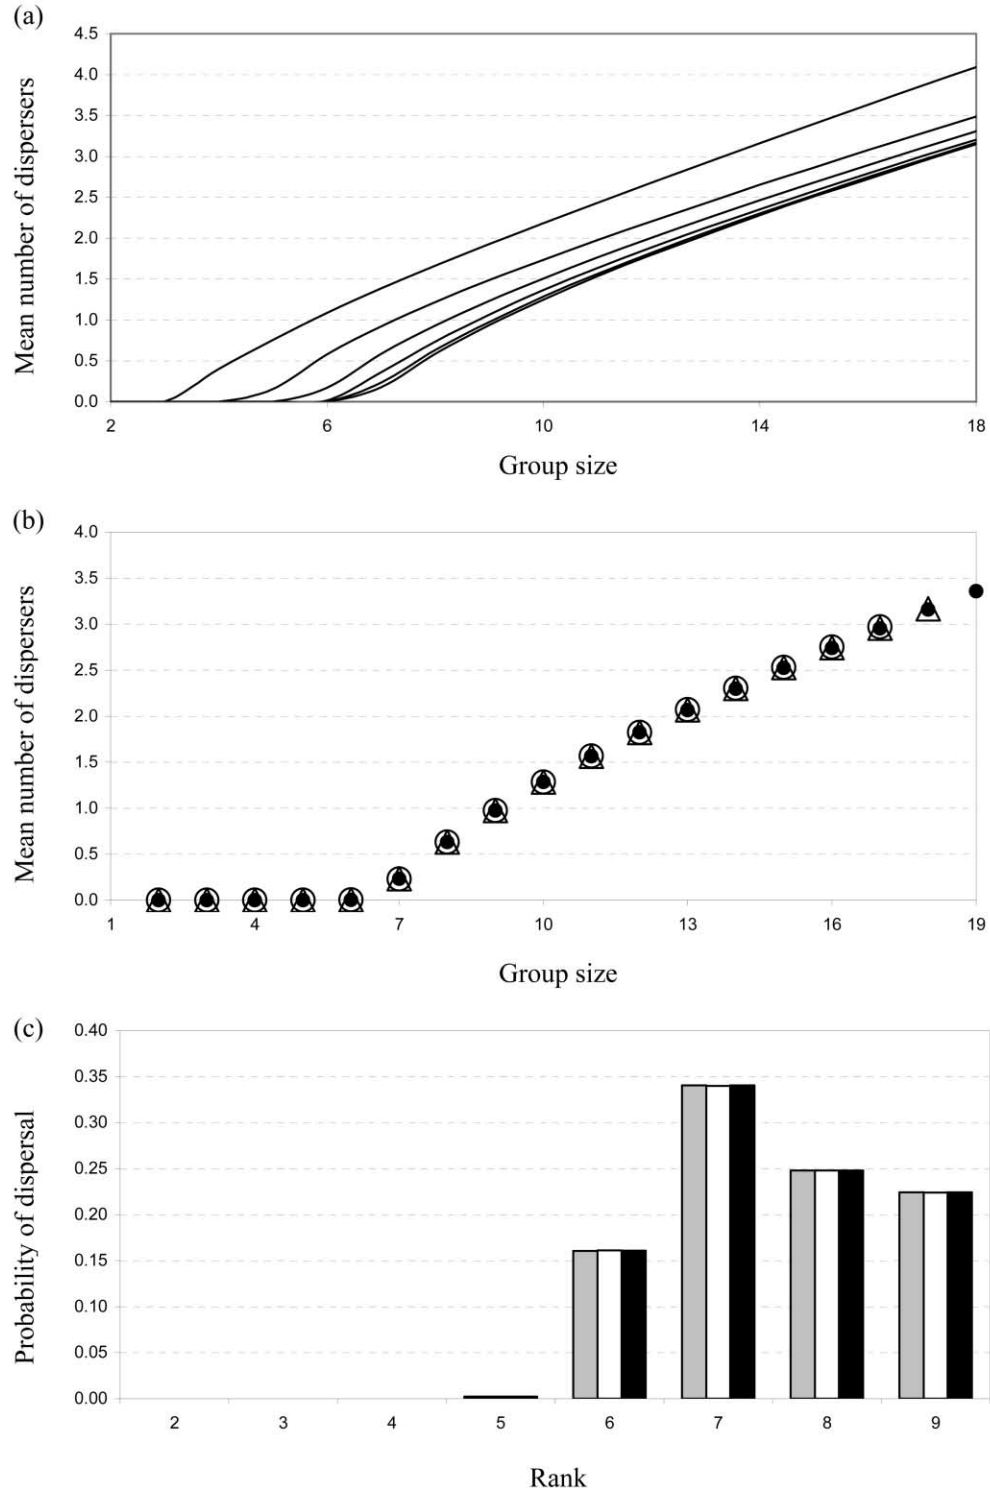 (a)
4.5
4.0
3.5
3.0
2.5
2.0
1.5
1.0
0.5
0.0
Mean number of dispersers
2 6 10 14 18
Group size
(b)
4.0
3.5
3.0
2.5
2.0
1.5
1.0
0.5
0.0
Mean number of dispersers
1 4 7 10 13 16 19
Group size
(c)
0.40
0.35
0.30
0.25
0.20
0.15
0.10
0.05
0.00
Probability of dispersal
2 3 4 5 6 7 8 9
Rank